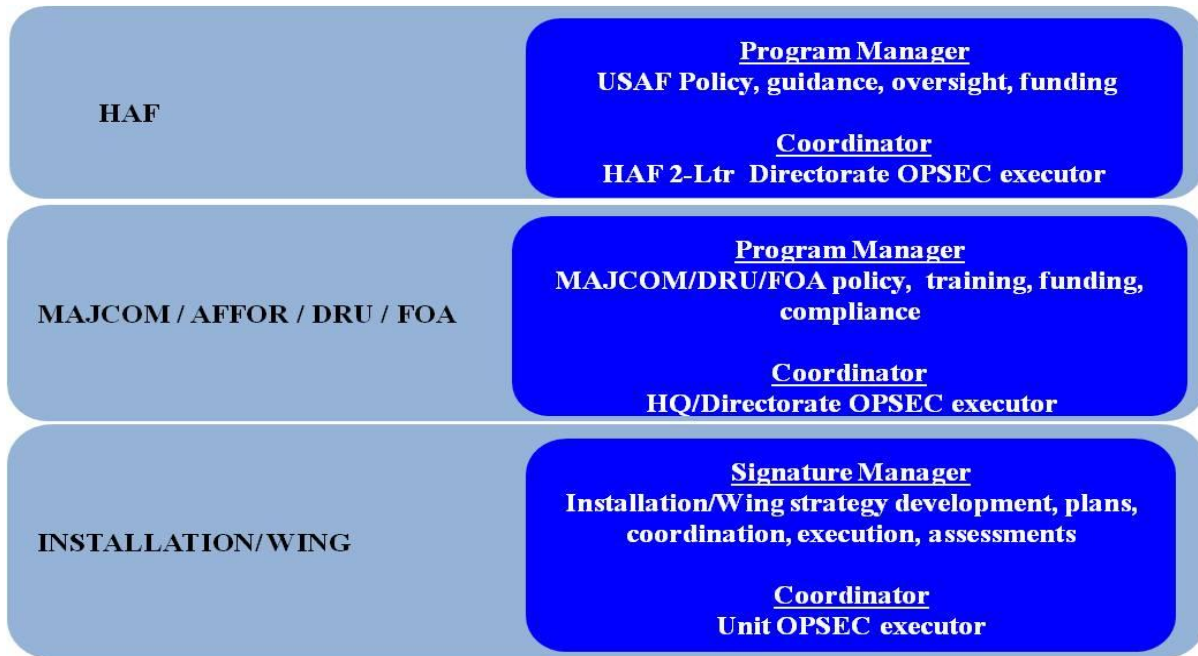 HAF
Program Manager
USAF Policy, guidance, oversight, funding
Coordinator
HAF 2-Ltr Directorate OPSEC executor
MAJCOM / AFFOR / DRU / FOA
Program Manager
MAJCOM/DRU/FOA policy, training, funding,
compliance
Coordinator
HQ/Directorate OPSEC executor
INSTALLATION/WING
Signature Manager
Installation/Wing strategy development, plans,
coordination, execution, assessments
Coordinator
Unit OPSEC executor